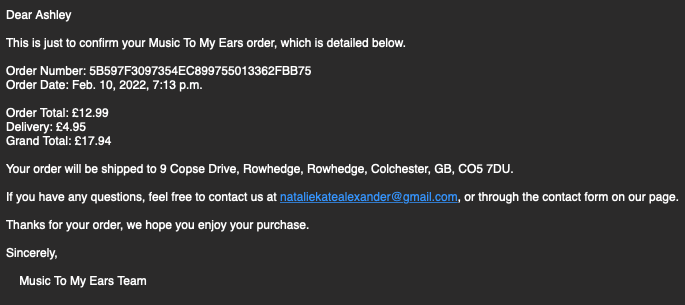 Dear Ashley
This is just to confirm your Music To My Ears order, which is detailed below.
Order Number: 5B597F3097354EC899755013362FBB75
Order Date: Feb. 10, 2022, 7:13 p.m.
Order Total: £12.99
Delivery: £4.95
Grand Total: £17.94
Your order will be shipped to 9 Copse Drive, Rowhedge, Rowhedge, Colchester, GB, CO5 7DU.
If you have any questions, feel free to contact us at nataliekatealexander@gmail.com, or through the contact form on our page.
Thanks for your order, we hope you enjoy your purchase.
Sincerely,
Music To My Ears Team